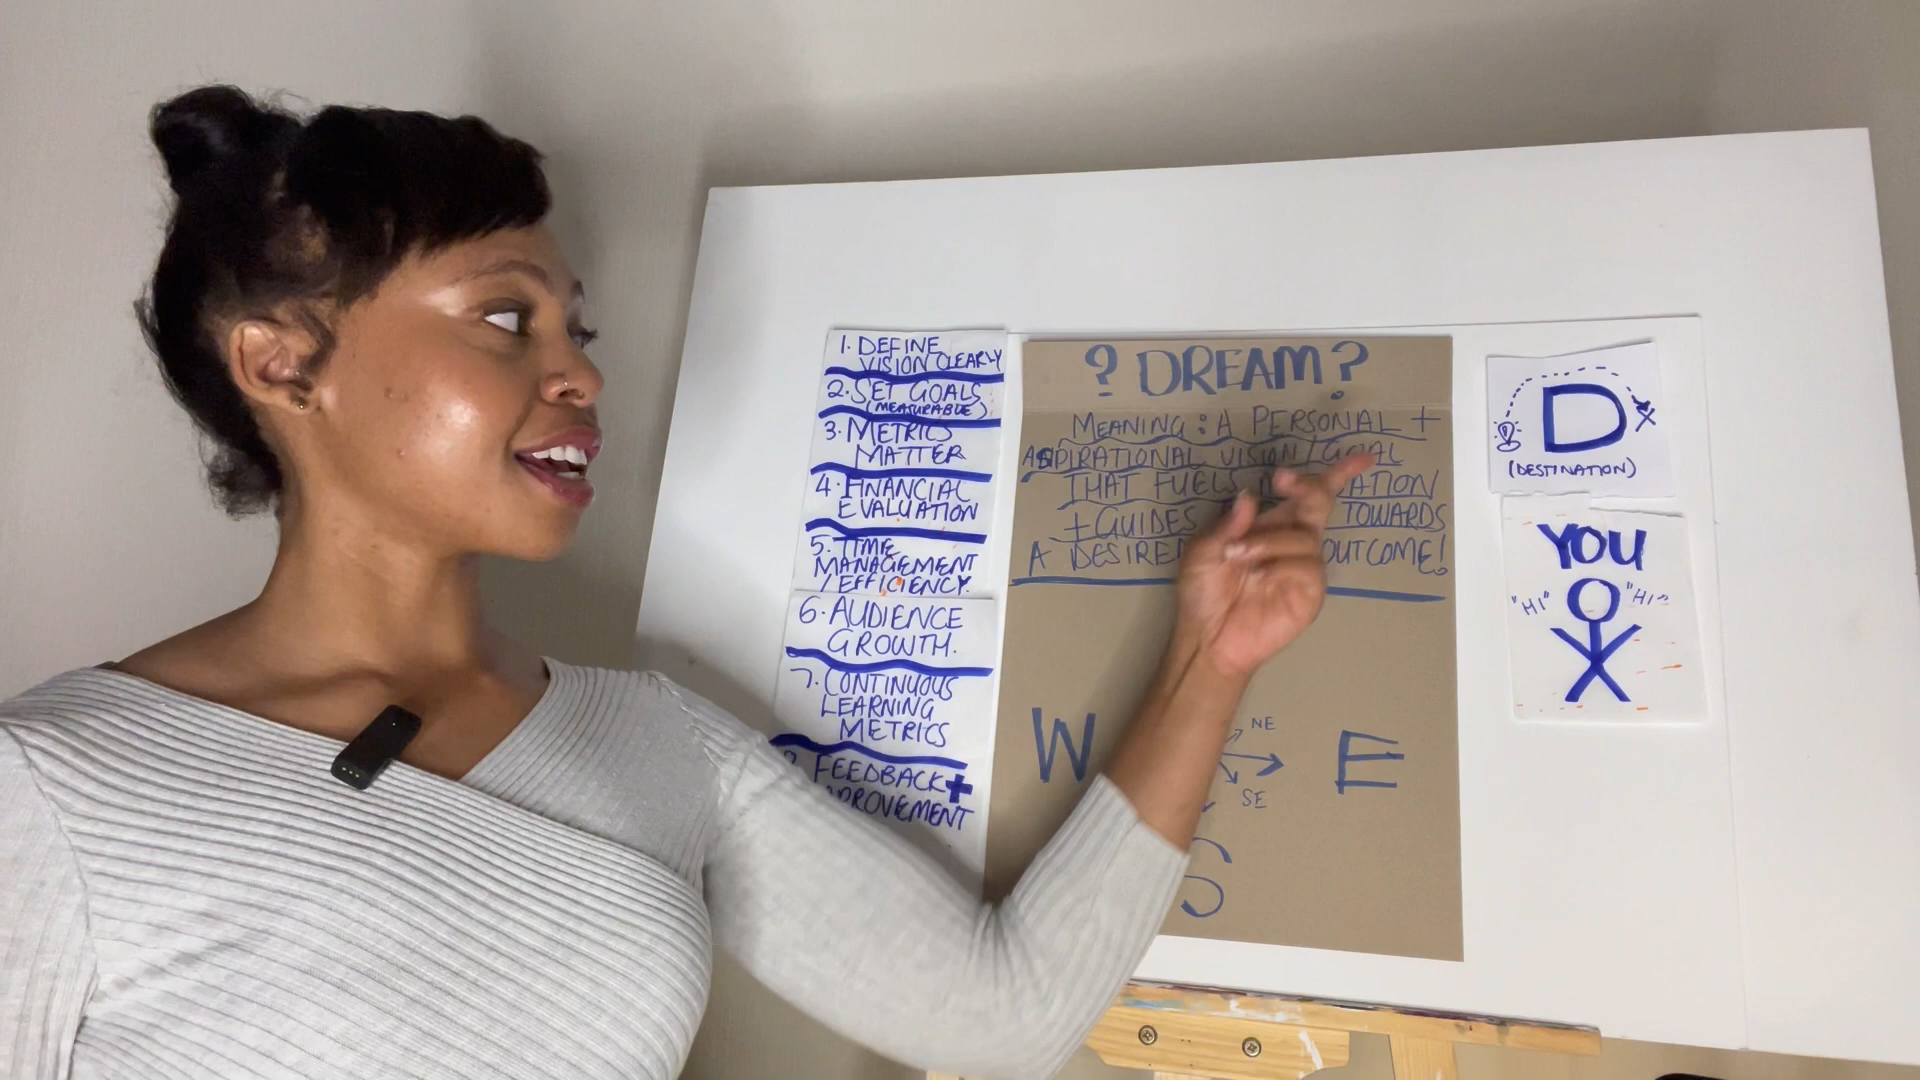 1. DEFINE
VISION CLEARLY
2. SET GOALS
(MEASURABLE)
3. METRICS
MATTER
4. FINANCIAL
EVALUATION
5. TIME
MANAGEMENT
/ EFFICIENCY.
6. AUDIENCE
GROWTH.
7. CONTINUOUS
LEARNING
METRICS
FEEDBACK +
? DREAM?
MEANING : A PERSONAL +
ASPIRATIONAL VISION / GOAL
THAT FUELS
+ GUIDES TOWARDS
A OUTCOME!
W
NE
E
SE
S
D X
(DESTINATION)
YOU
"HI" "HI"